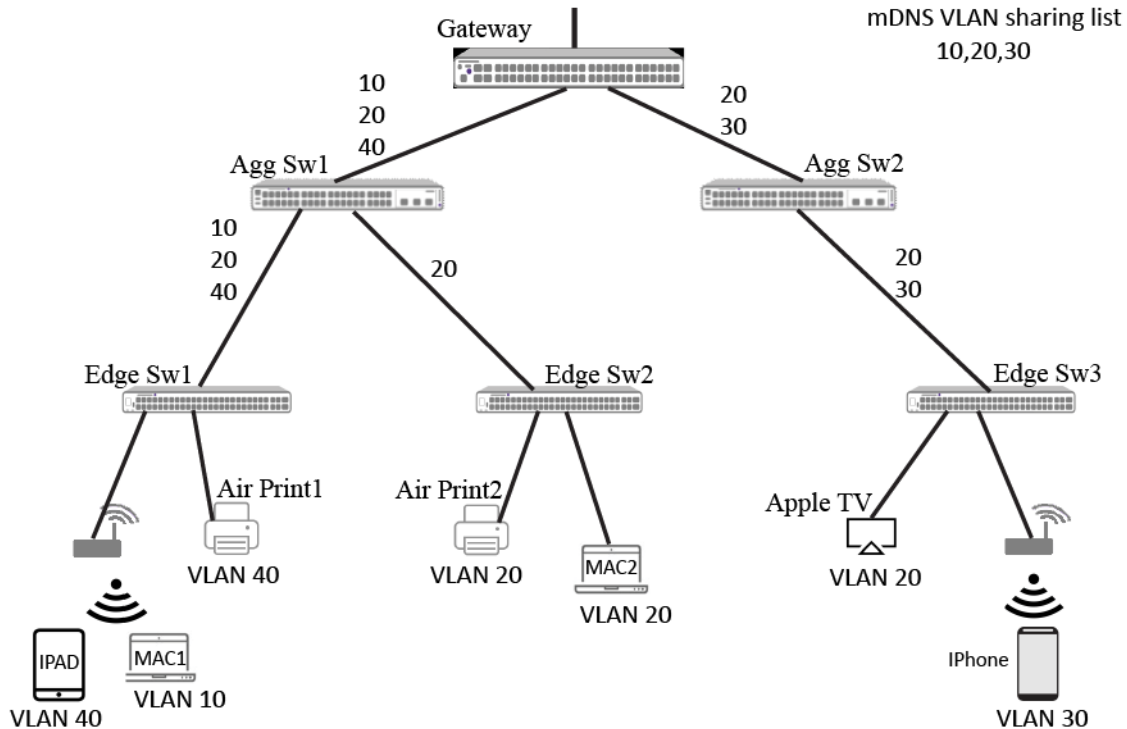 mDNS VLAN sharing list
10,20,30
Gateway
10
20
40
20
30
Agg Sw1
Agg Sw2
10
20
40
20
20
30
Edge Sw1
Edge Sw2
Edge Sw3
Air Print1
Air Print2
Apple TV
VLAN 40
VLAN 20
MAC2
VLAN 20
VLAN 20
IPAD
MAC1
IPhone
VLAN 40
VLAN 10
VLAN 30